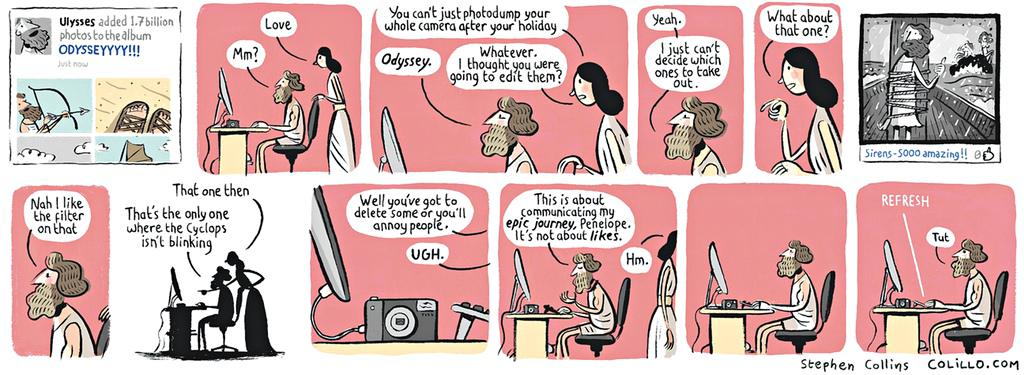 Ulysses added 1.7 billion
photos to the album
ODYSSEYYYY!!!
Just now
Love
Mm?
You can't just photodump your
whole camera after your holiday
Odyssey.
Whatever.
I thought you were
going to edit them?
Yeah.
I just can't
decide which
ones to take
out.
What about
that one?
Sirens-SOOO amazing!! 0
Nah I like
the filter
on that
That one then
That's the only one
where the Cyclops
isn't blinking
Well you've got to
delete some or you'll
annoy people.
UGH.
This is about
communicating my
epic journey, Penelope.
It's not about likes.
Hm.
REFRESH
Tut
Stephen Collins COLILLO.COM